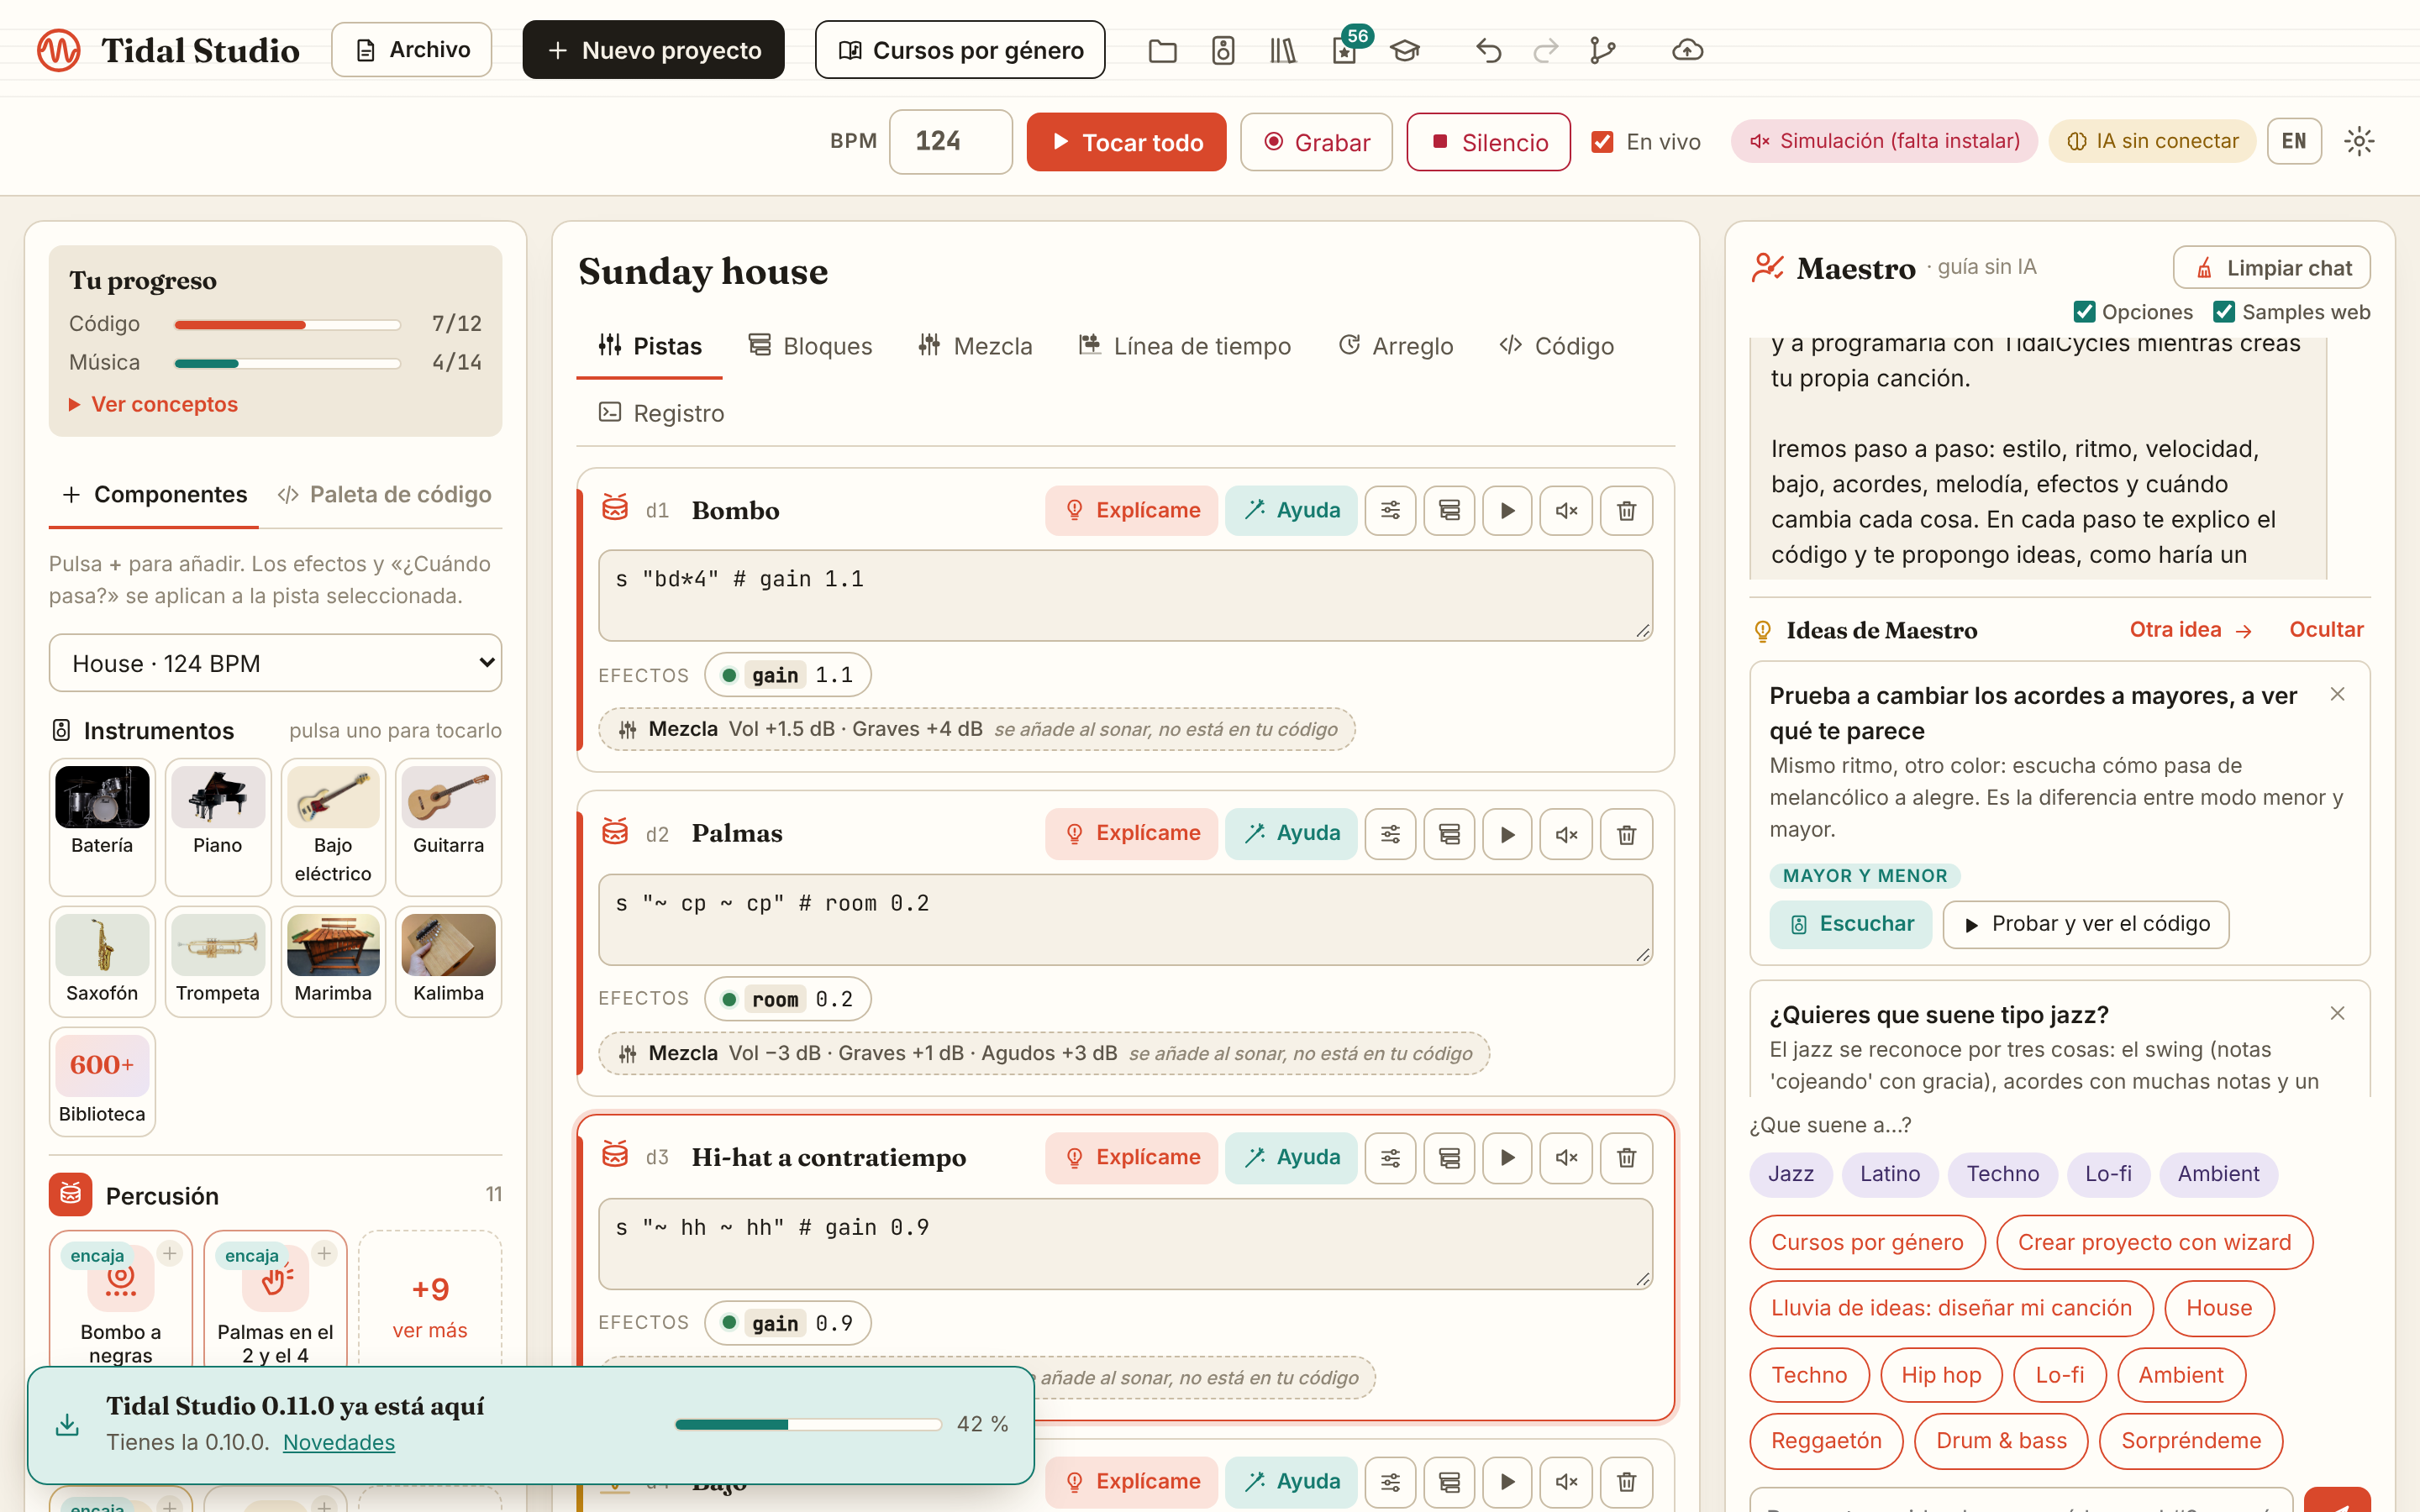 Tidal Studio
Archivo
Nuevo proyecto
Cursos por género
56
BPM
124
Tocar todo
Grabar
Silencio
En vivo
Simulación (falta instalar)
IA sin conectar
EN
Tu progreso
Código 7/12
Música 4/14
Ver conceptos
Componentes
Paleta de código
Pulsa + para añadir. Los efectos y «¿Cuándo
pasa?» se aplican a la pista seleccionada.
House · 124 BPM
Instrumentos
pulsa uno para tocarlo
Batería
Piano
Bajo
eléctrico
Guitarra
Saxofón
Trompeta
Marimba
Kalimba
600+
Biblioteca
Percusión
11
encaja
Bombo a
negras
encaja
Palmas en el
2 y el 4
+9
ver más
encaja
Tidal Studio 0.11.0 ya está aquí
Tienes la 0.10.0. Novedades
42 %
Sunday house
Pistas
Bloques
Mezcla
Línea de tiempo
Arreglo
Código
Registro
d1 Bombo
Explícame
Ayuda
s "bd*4" # gain 1.1
EFECTOS
gain 1.1
Mezcla Vol +1.5 dB · Graves +4 dB se añade al sonar, no está en tu código
d2 Palmas
Explícame
Ayuda
s "~ cp ~ cp" # room 0.2
EFECTOS
room 0.2
Mezcla Vol −3 dB · Graves +1 dB · Agudos +3 dB se añade al sonar, no está en tu código
d3 Hi-hat a contratiempo
Explícame
Ayuda
s "~ hh ~ hh" # gain 0.9
EFECTOS
gain 0.9
añade al sonar, no está en tu código
Explícame
Ayuda
Maestro · guía sin IA
Limpiar chat
Opciones
Samples web
y a programarla con TidalCycles mientras creas
tu propia canción.
Iremos paso a paso: estilo, ritmo, velocidad,
bajo, acordes, melodía, efectos y cuándo
cambia cada cosa. En cada paso te explico el
código y te propongo ideas, como haría un
Ideas de Maestro
Otra idea →
Ocultar
Prueba a cambiar los acordes a mayores, a ver
qué te parece
Mismo ritmo, otro color: escucha cómo pasa de
melancólico a alegre. Es la diferencia entre modo menor y
mayor.
MAYOR Y MENOR
Escuchar
Probar y ver el código
¿Quieres que suene tipo jazz?
El jazz se reconoce por tres cosas: el swing (notas
'cojeando' con gracia), acordes con muchas notas y un
¿Que suene a...?
Jazz
Latino
Techno
Lo-fi
Ambient
Cursos por género
Crear proyecto con wizard
Lluvia de ideas: diseñar mi canción
House
Techno
Hip hop
Lo-fi
Ambient
Reggaetón
Drum & bass
Sorpréndeme